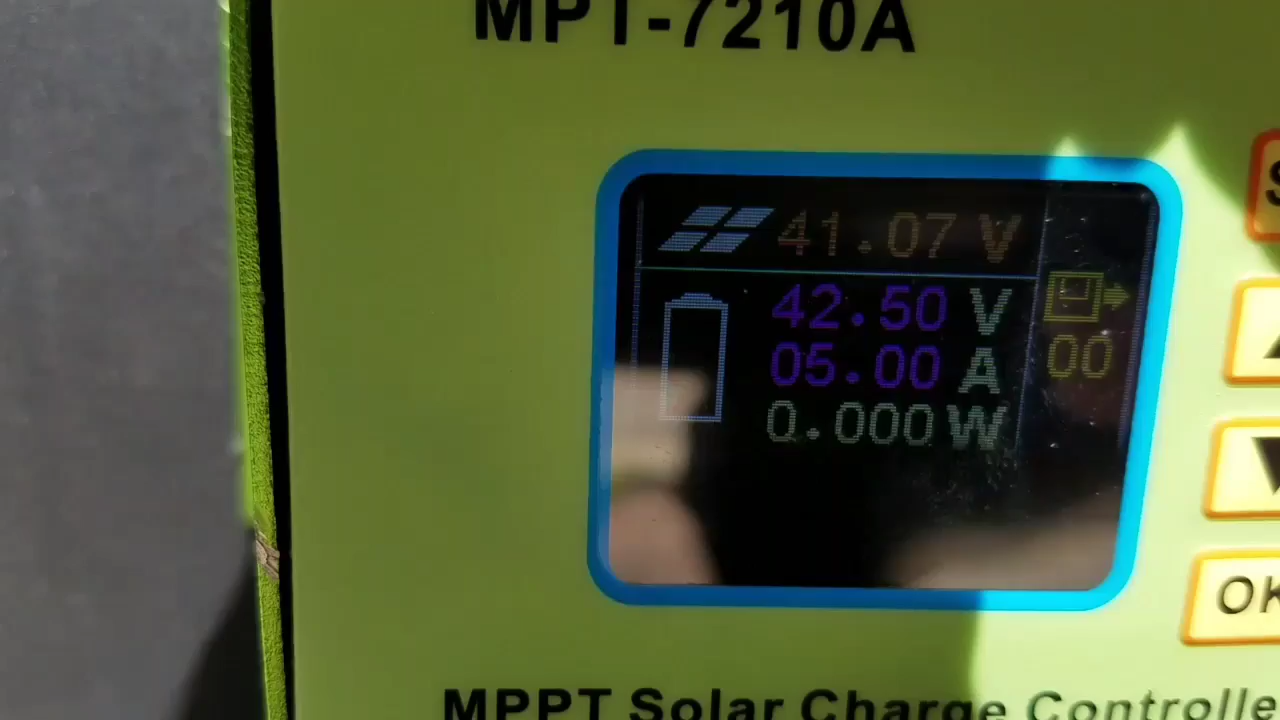 MPT-7210A
41.07 V
42.50 V
05.00 A
00
0.000 W
OK
MPPT Solar Charge Controlle